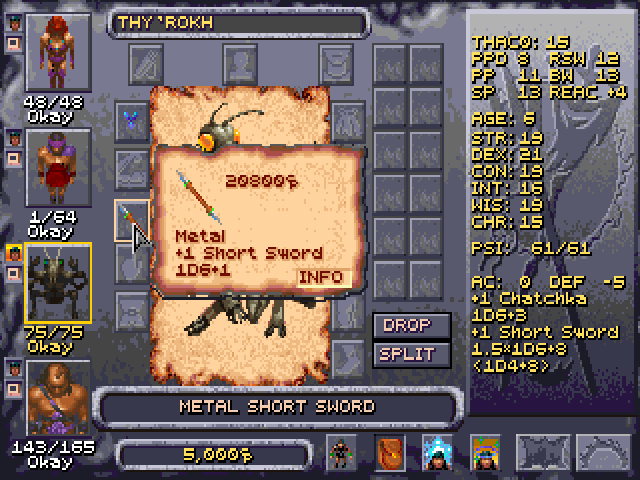 THY'ROKH
48/48
Okay
1/64
Okay
75/75
Okay
143/165
Okay
20800
Metal
+1 Short Sword
1D6+1
INFO
DROP
SPLIT
METAL SHORT SWORD
5,000
THAC0: 15
PPD 8 RSW 12
PP 11 BW 13
SP 13 REAC +4
AGE: 6
STR: 19
DEX: 21
CON: 19
INT: 16
WIS: 19
CHR: 15
PSI: 61/61
AC: 0 DEF -5
+1 Chatchka
1D6+3
+1 Short Sword
1.5×1D6+8
(1D4+8)